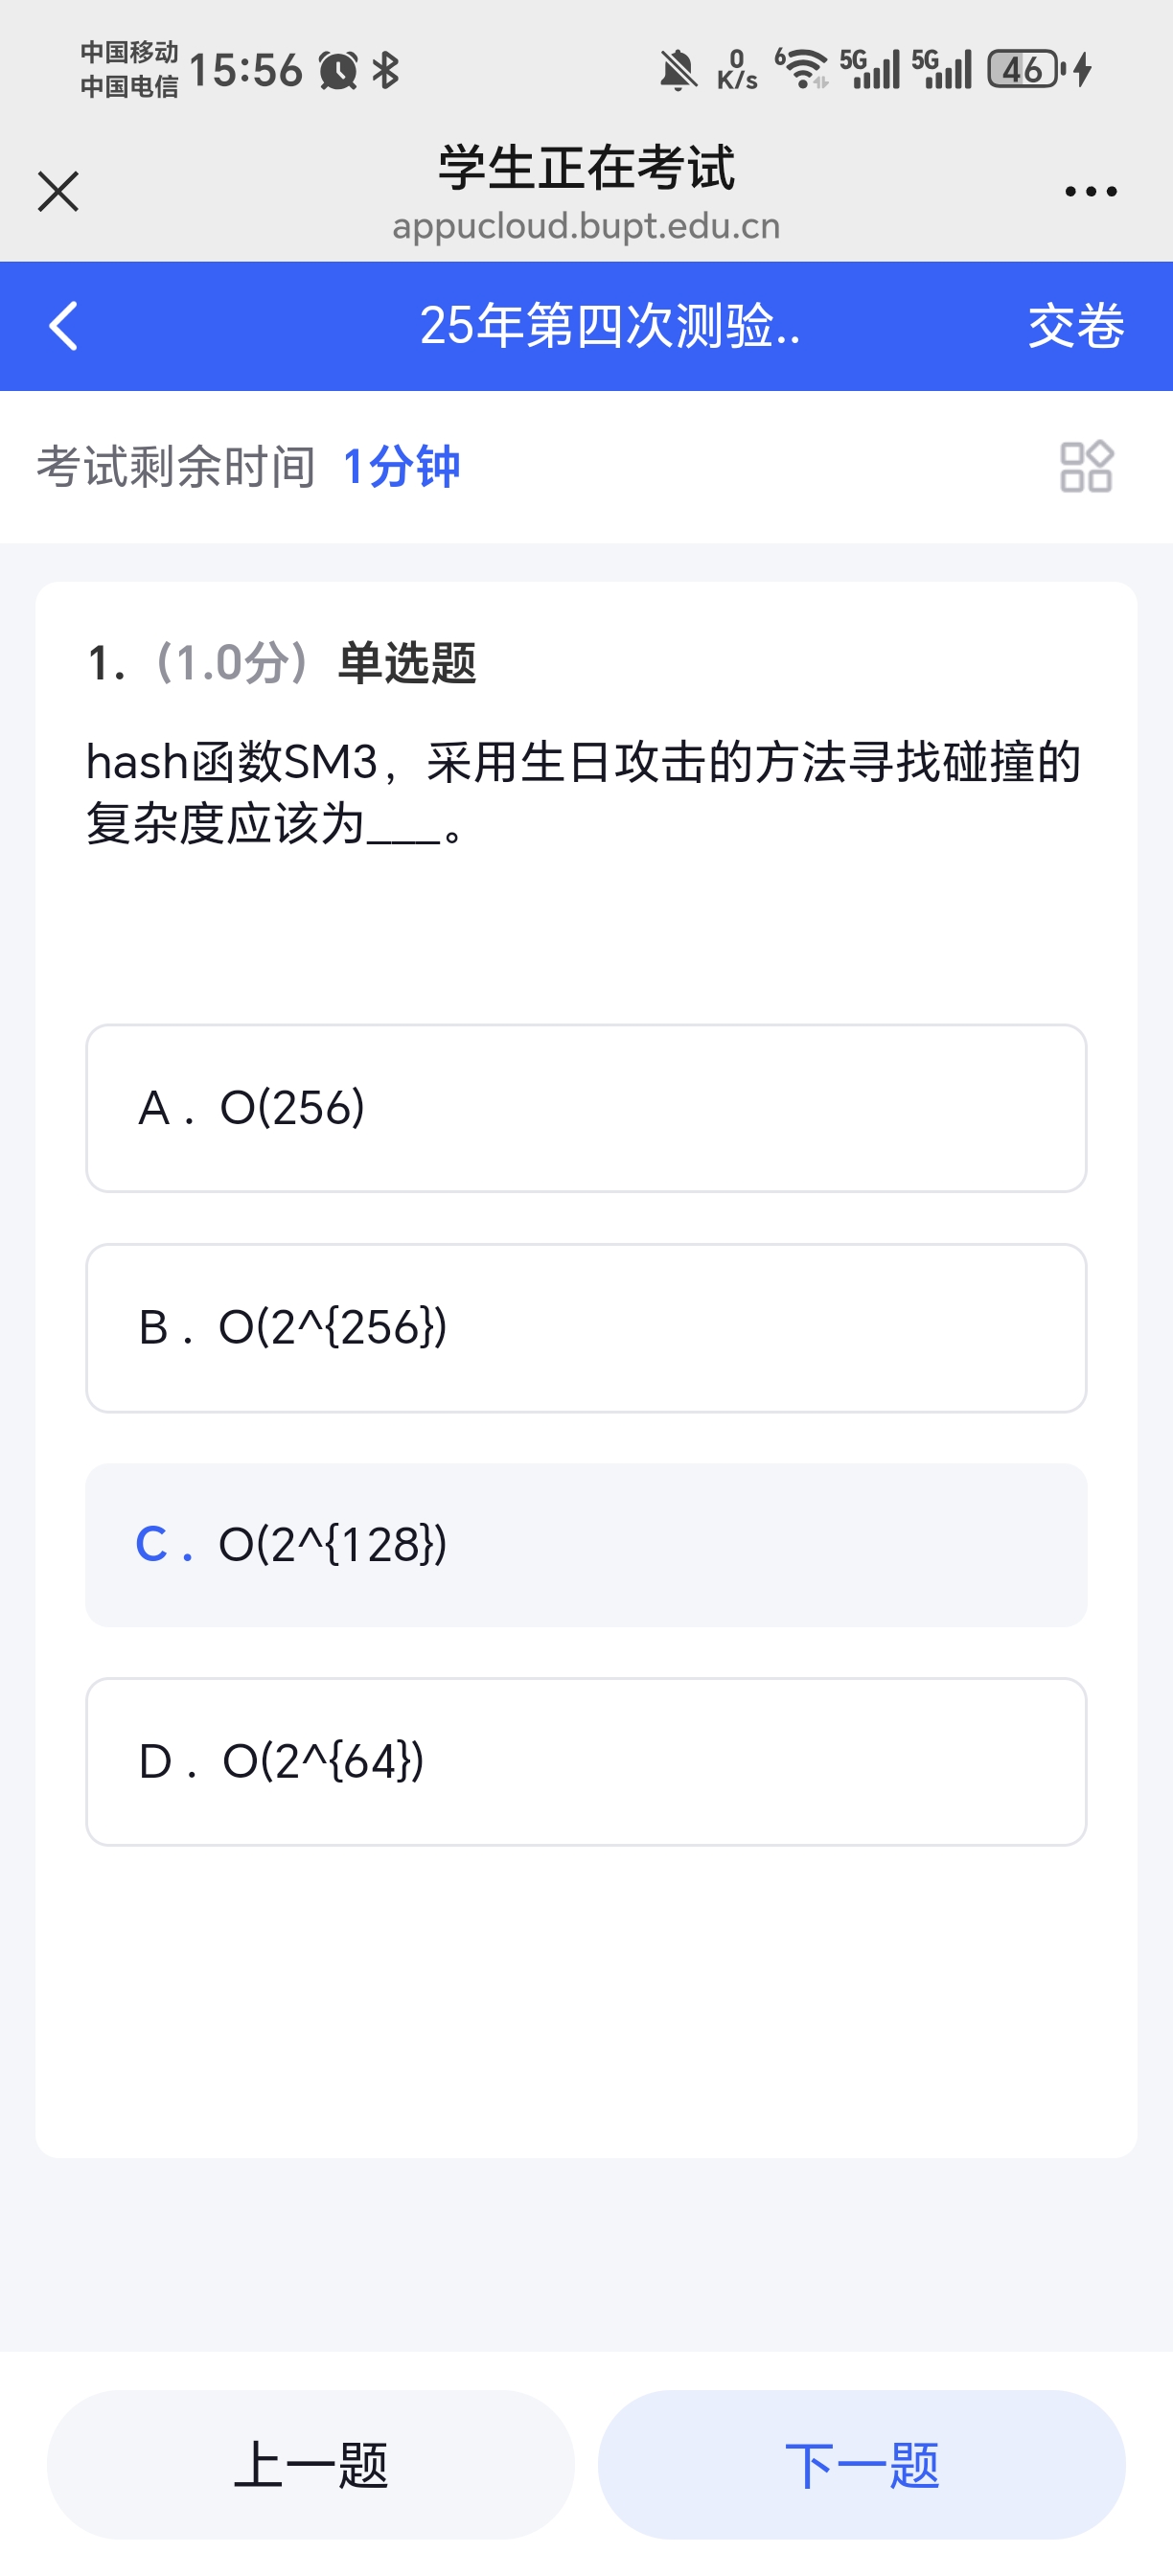 中国移动
中国电信
15:56
0
K/s
6
5G
5G
46
学生正在考试
appucloud.bupt.edu.cn
25年第四次测验..
交卷
考试剩余时间 1分钟
1. (1.0分) 单选题
hash函数SM3，采用生日攻击的方法寻找碰撞的
复杂度应该为___。
A . O(256)
B . O(2^{256})
C . O(2^{128})
D . O(2^{64})
上一题
下一题